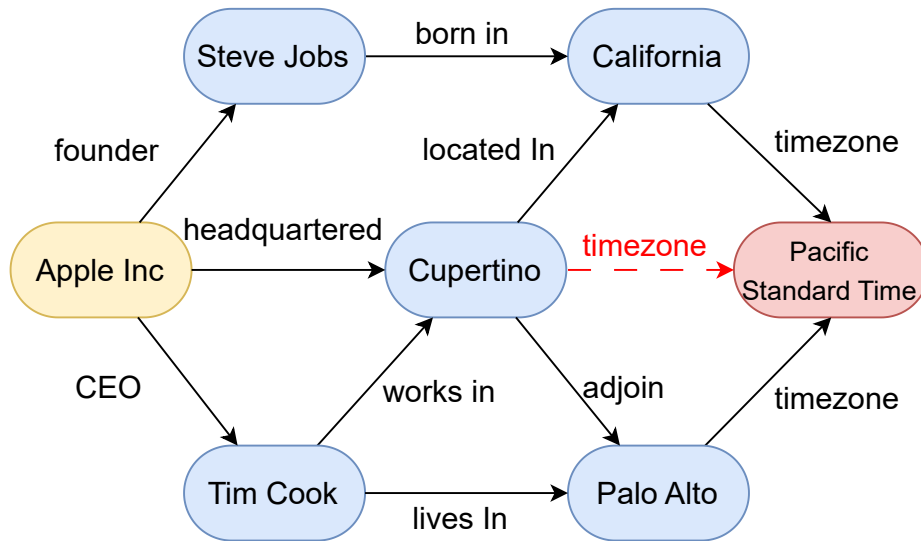 born in
Steve Jobs
California
founder
located In
timezone
headquartered
timezone
Apple Inc
Cupertino
Pacific
Standard Time
CEO
works in
adjoin
timezone
Tim Cook
Palo Alto
lives In